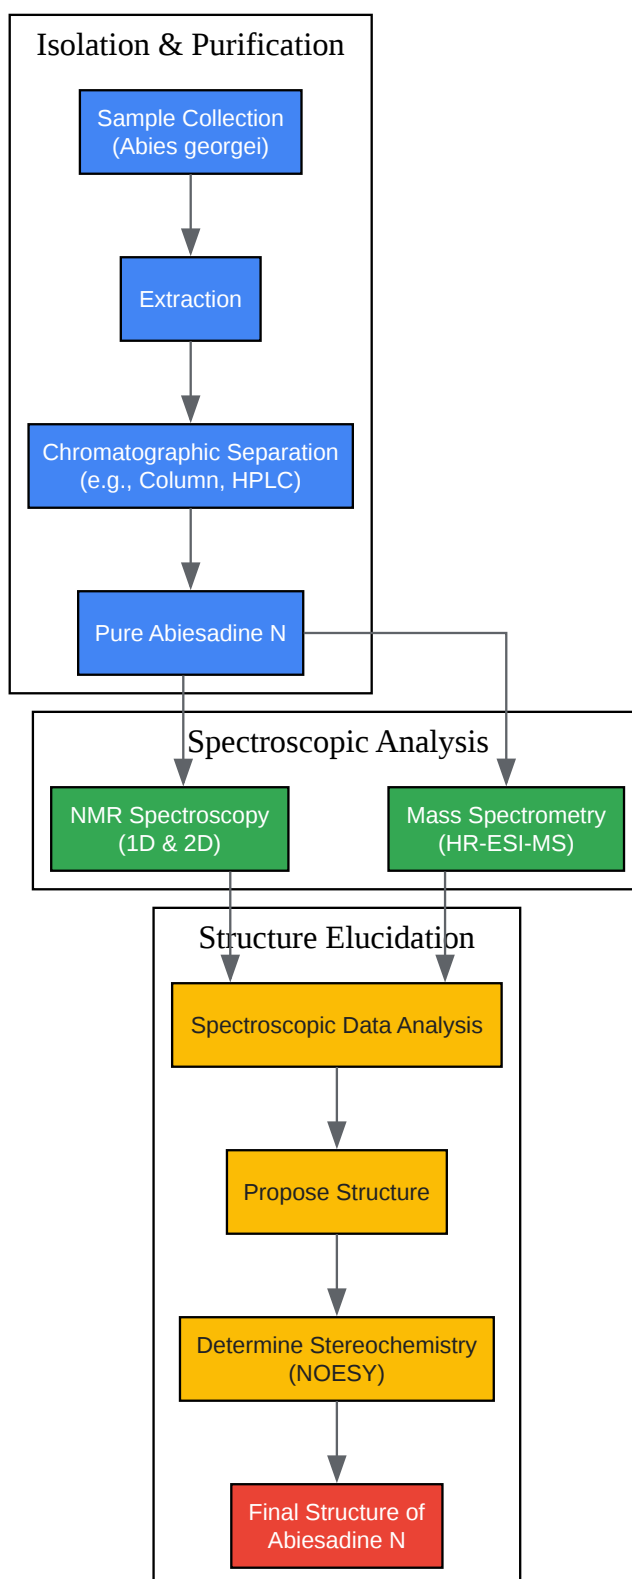 Isolation & Purification
Sample Collection
(Abies georgei)
Extraction
Chromatographic Separation
(e.g., Column, HPLC)
Pure Abiesadine N
Spectroscopic Analysis
NMR Spectroscopy
(1D & 2D)
Mass Spectrometry
(HR-ESI-MS)
Structure Elucidation
Spectroscopic Data Analysis
Propose Structure
Determine Stereochemistry
(NOESY)
Final Structure of
Abiesadine N